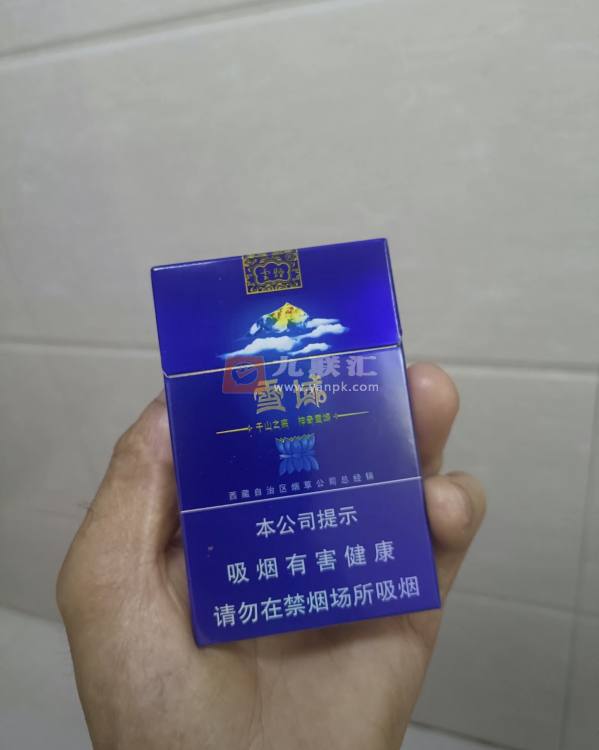 九联汇
www.yanpk.com
雪域
千山之宗 神奇雪域
西藏自治区烟草公司总经销
本公司提示
吸烟有害健康
请勿在禁烟场所吸烟